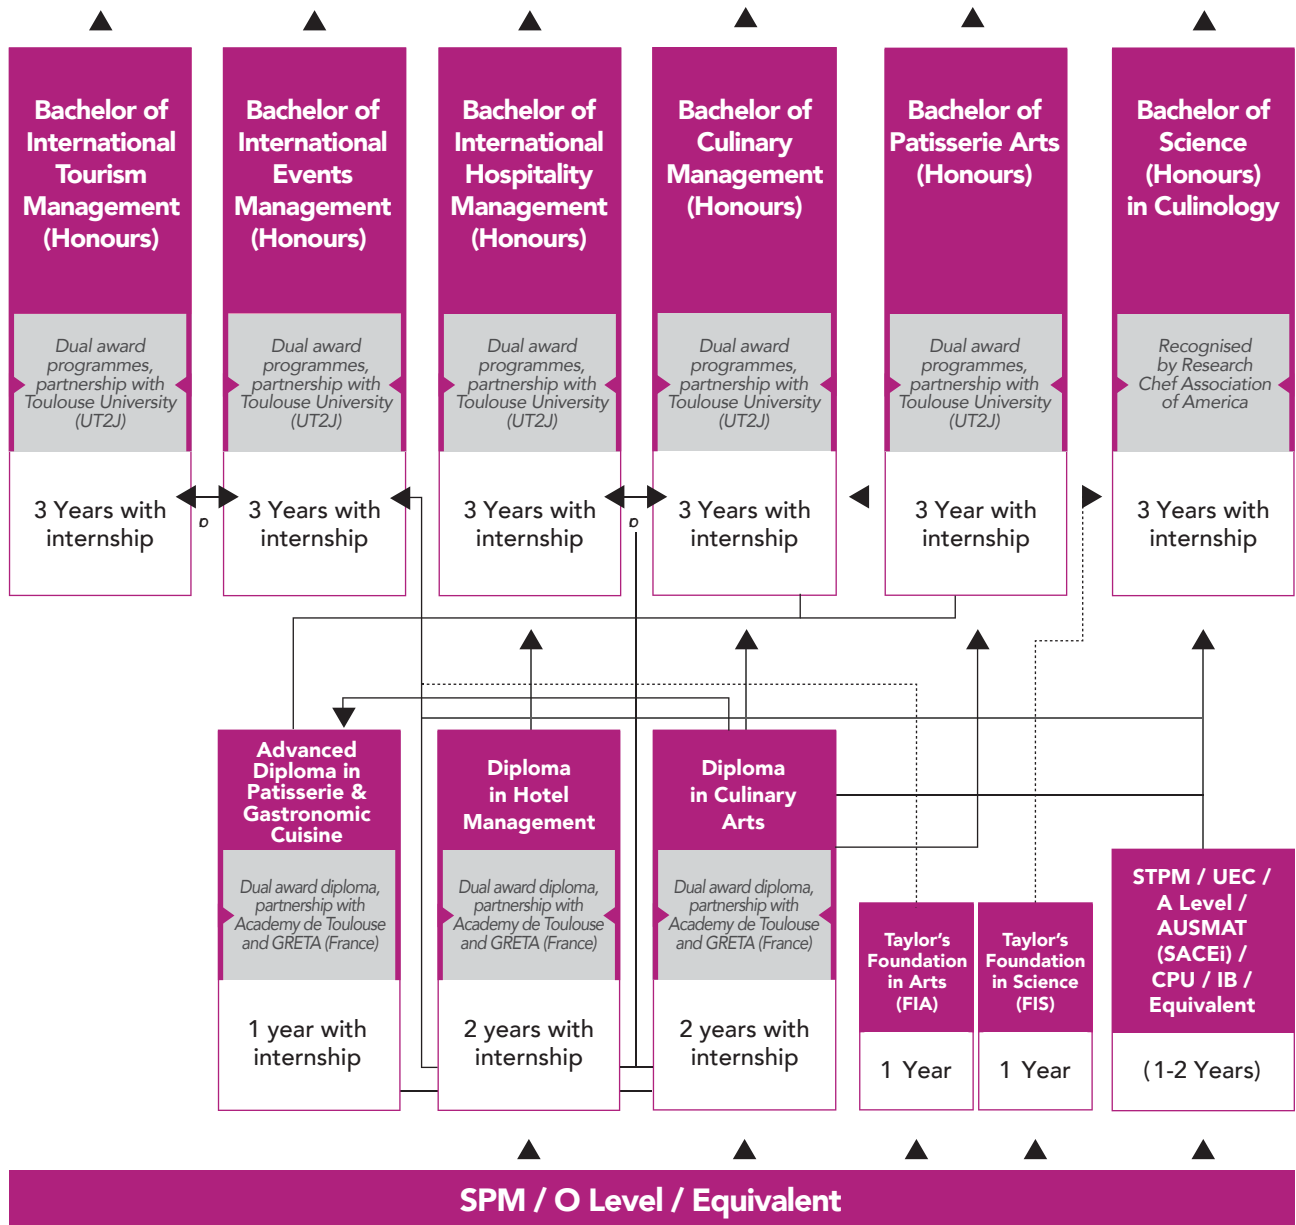 Bachelor of
International
Tourism
Management
(Honours)
Bachelor of
International
Events
Management
(Honours)
Bachelor of
International
Hospitality
Management
(Honours)
Bachelor of
Culinary
Management
(Honours)
Bachelor of
Patisserie Arts
(Honours)
Bachelor of
Science
(Honours)
in Culinology
Dual award
programmes,
partnership with
Toulouse University
(UT2J)
Dual award
programmes,
partnership with
Toulouse University
(UT2J)
Dual award
programmes,
partnership with
Toulouse University
(UT2J)
Dual award
programmes,
partnership with
Toulouse University
(UT2J)
Dual award
programmes,
partnership with
Toulouse University
(UT2J)
Recognised
by Research
Chef Association
of America
3 Years with
internship
3 Years with
internship
3 Years with
internship
3 Years with
internship
3 Year with
internship
3 Years with
internship
Advanced
Diploma in
Patisserie &
Gastronomic
Cuisine
Diploma
in Hotel
Management
Diploma
in Culinary
Arts
Dual award diploma,
partnership with
Academy de Toulouse
and GRETA (France)
Dual award diploma,
partnership with
Academy de Toulouse
and GRETA (France)
Dual award diploma,
partnership with
Academy de Toulouse
and GRETA (France)
1 year with
internship
2 years with
internship
2 years with
internship
Taylor's
Foundation
in Arts
(FIA)
1 Year
Taylor's
Foundation
in Science
(FIS)
1 Year
STPM / UEC /
A Level /
AUSMAT
(SACEi) /
CPU / IB /
Equivalent
(1-2 Years)
SPM / O Level / Equivalent